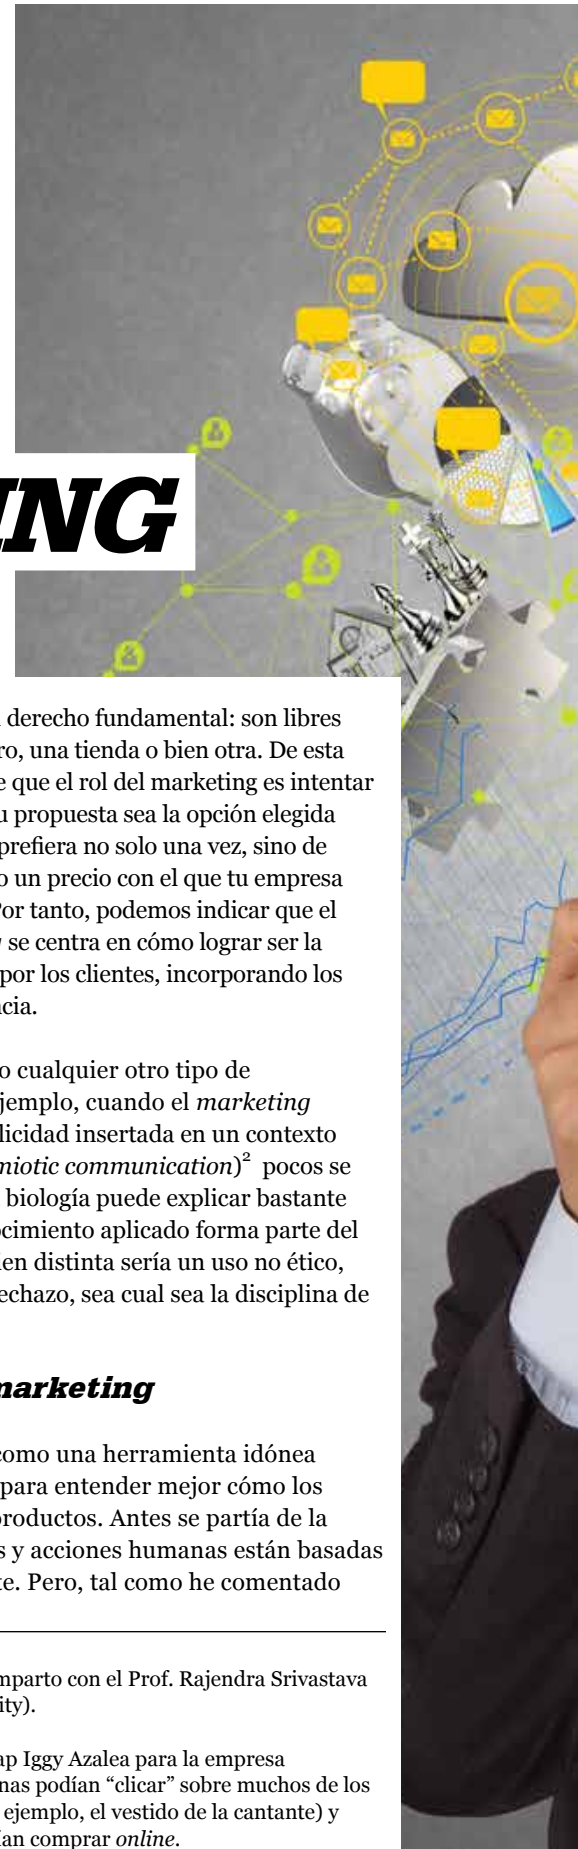 ING
derecho fundamental: son libres
ro, una tienda o bien otra. De esta
e que el rol del marketing es intentar
u propuesta sea la opción elegida
prefiera no solo una vez, sino de
o un precio con el que tu empresa
Por tanto, podemos indicar que el
se centra en cómo lograr ser la
por los clientes, incorporando los
ncia.
o cualquier otro tipo de
jemplo, cuando el marketing
licidad insertada en un contexto
miotic communication)² pocos se
biología puede explicar bastante
ocimiento aplicado forma parte del
ien distinta sería un uso no ético,
echazo, sea cual sea la disciplina de
marketing
como una herramienta idónea
para entender mejor cómo los
productos. Antes se partía de la
s y acciones humanas están basadas
te. Pero, tal como he comentado
mparto con el Prof. Rajendra Srivastava
ity).
ap Iggy Azalea para la empresa
nas podían “clicar” sobre muchos de los
ejemplo, el vestido de la cantante) y
ían comprar online.